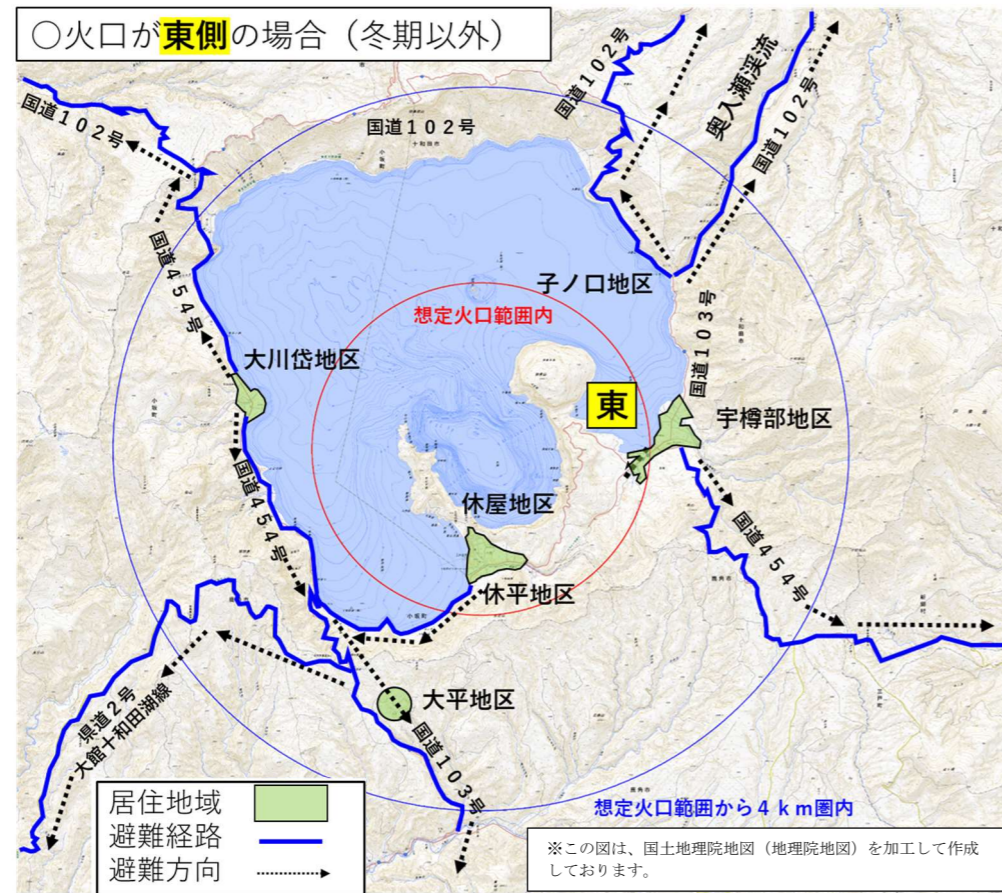 ○火口が東側の場合（冬期以外）
国道１０２号
国道１０２号
国道１０２号
奥入瀬渓流
国道１０２号
子ノ口地区
想定火口範囲内
国道４５４号
国道１０３号
大川岱地区
東
宇樽部地区
国道４５４号
休屋地区
国道４５４号
休平地区
大平地区
県道２号
大館十和田湖線
国道１０３号
想定火口範囲から４ｋｍ圏内
居住地域
避難経路
避難方向
※この図は、国土地理院地図（地理院地図）を加工して作成
しております。